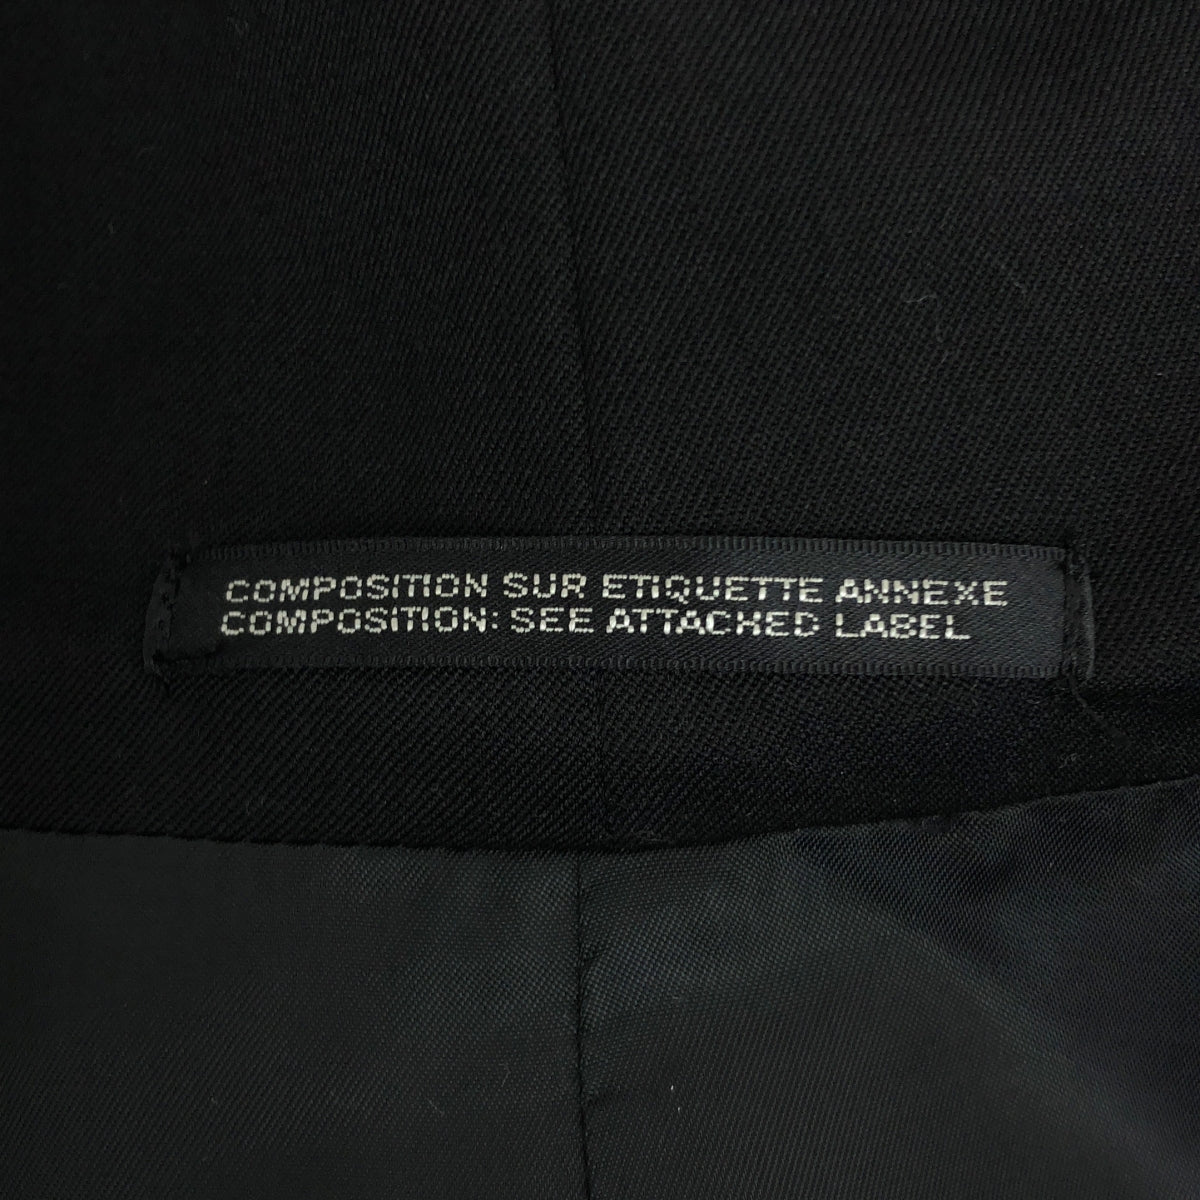 COMPOSITION SUR ETIQUETTE ANNEXE
COMPOSITION: SEE ATTACHED LABEL